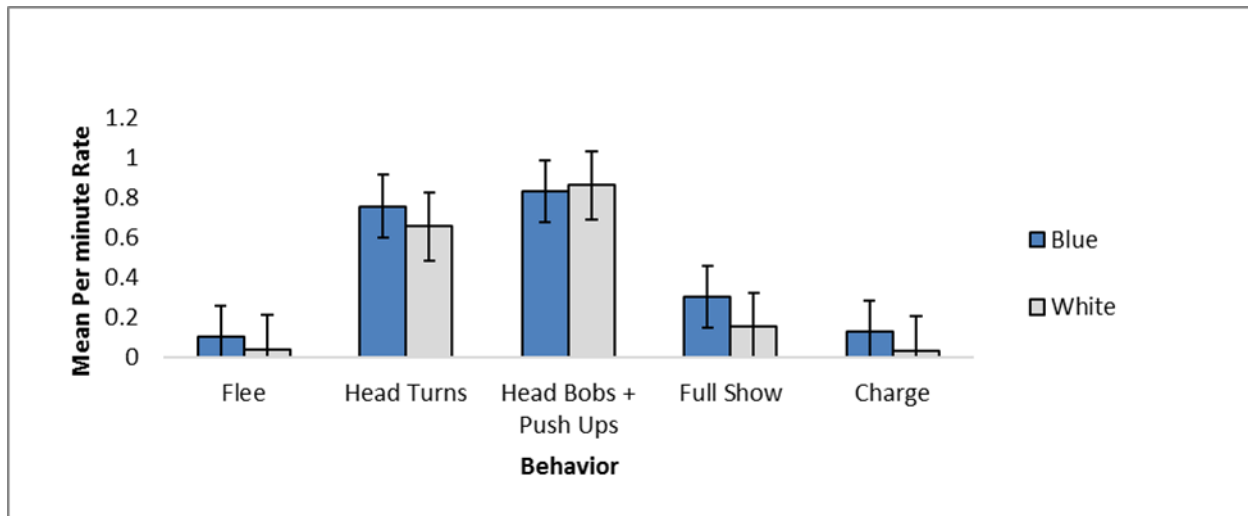 Mean Per minute Rate
1.2
1
0.8
0.6
0.4
0.2
0
Flee
Head Turns
Head Bobs +
Push Ups
Full Show
Charge
Behavior
Blue
White